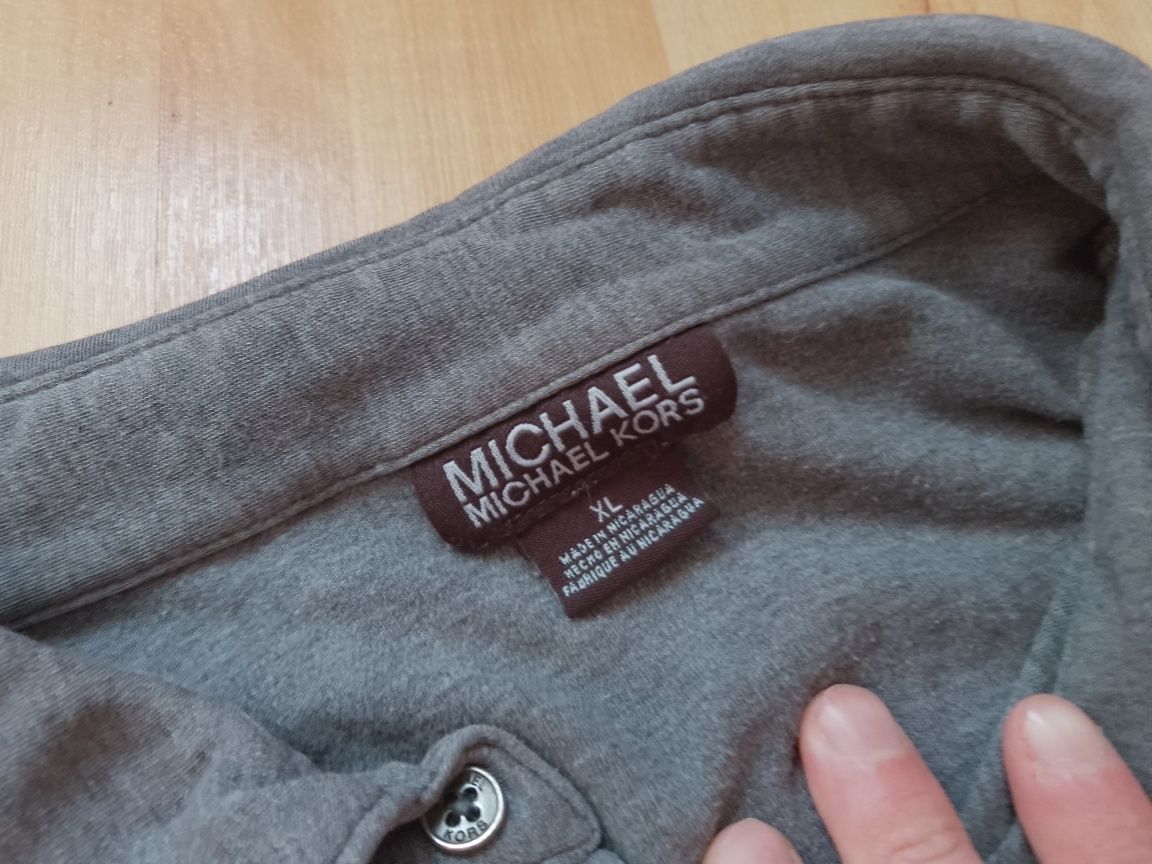 MICHAEL
MICHAEL KORS
XL
MADE IN NICARAGUA
HECHO EN NICARAGUA
FABRIQUE AU NICARAGUA
KORS